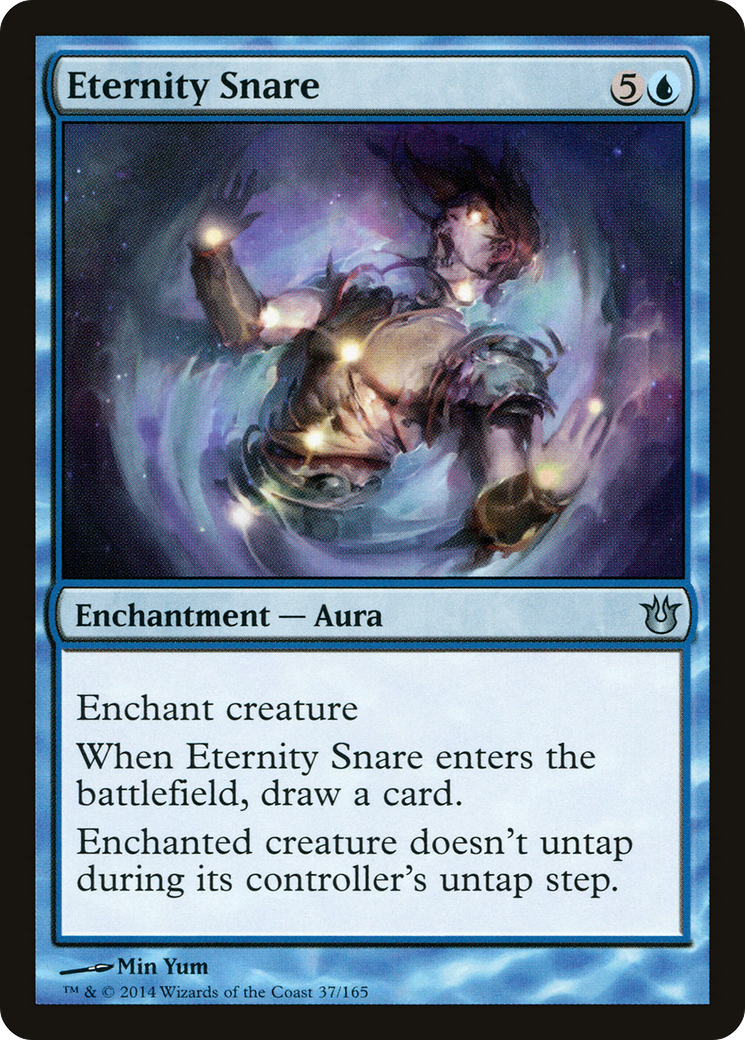 Eternity Snare 5
Enchantment — Aura
Enchant creature
When Eternity Snare enters the
battlefield, draw a card.
Enchanted creature doesn't untap
during its controller's untap step.
Min Yum
™ & © 2014 Wizards of the Coast 37/165